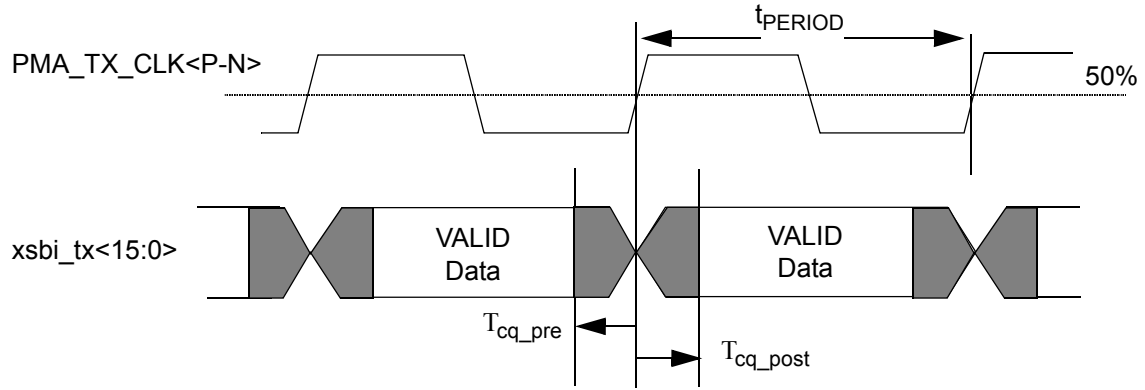 tPERIOD
PMA_TX_CLK<P-N>
50%
xsbi_tx<15:0>
VALID
Data
VALID
Data
Tcq_pre
Tcq_post